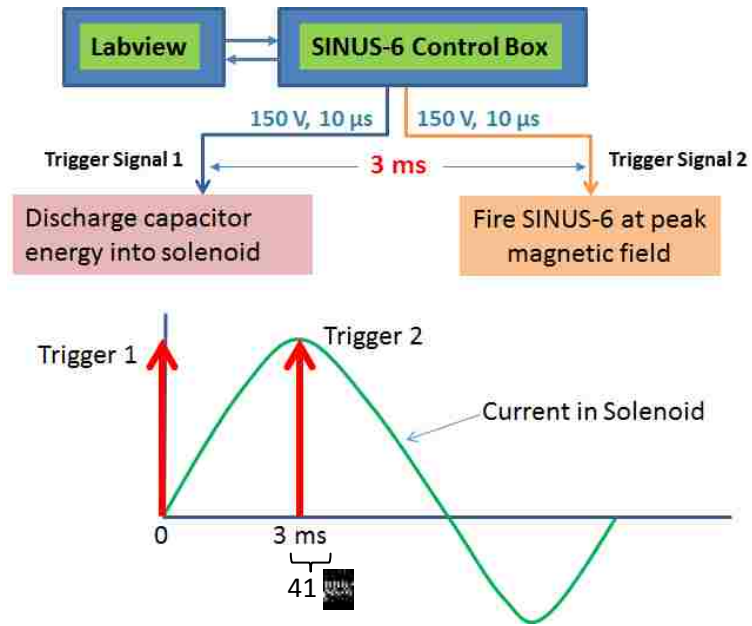 Labview
SINUS-6 Control Box
150 V, 10 µs
150 V, 10 µs
Trigger Signal 1
3 ms
Trigger Signal 2
Discharge capacitor
energy into solenoid
Fire SINUS-6 at peak
magnetic field
Trigger 1
Trigger 2
Current in Solenoid
0
3 ms
41